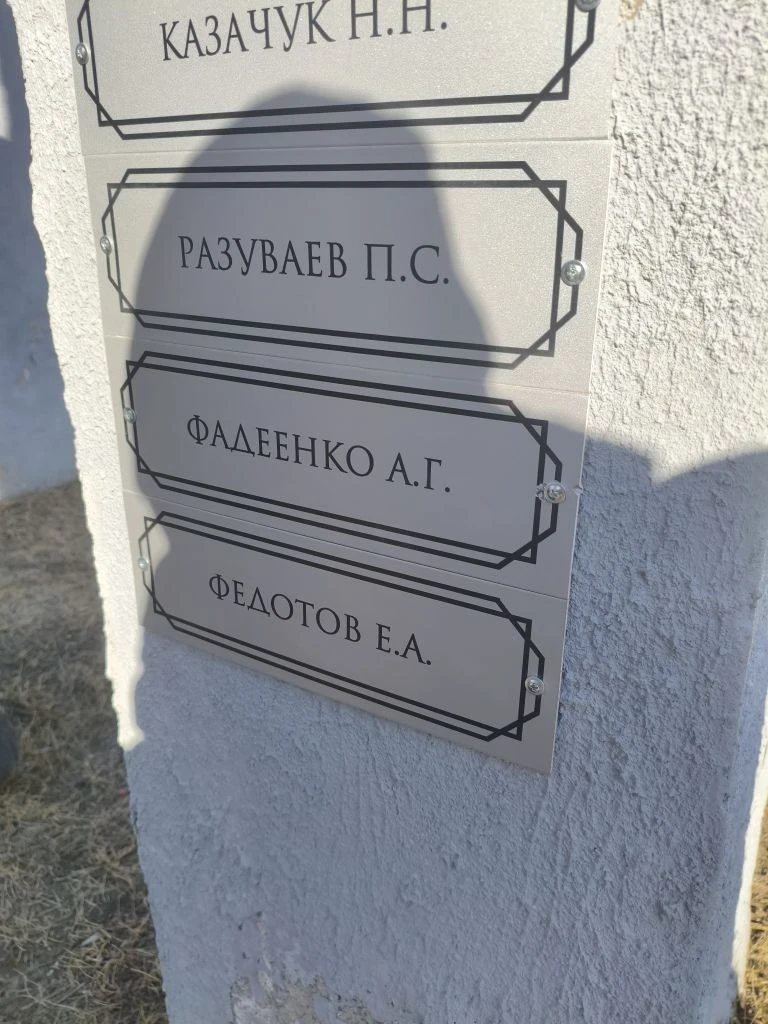 КАЗАЧУК Н.Н.
РАЗУВАЕВ П.С.
ФАДЕЕНКО А.Г.
ФЕДОТОВ Е.А.